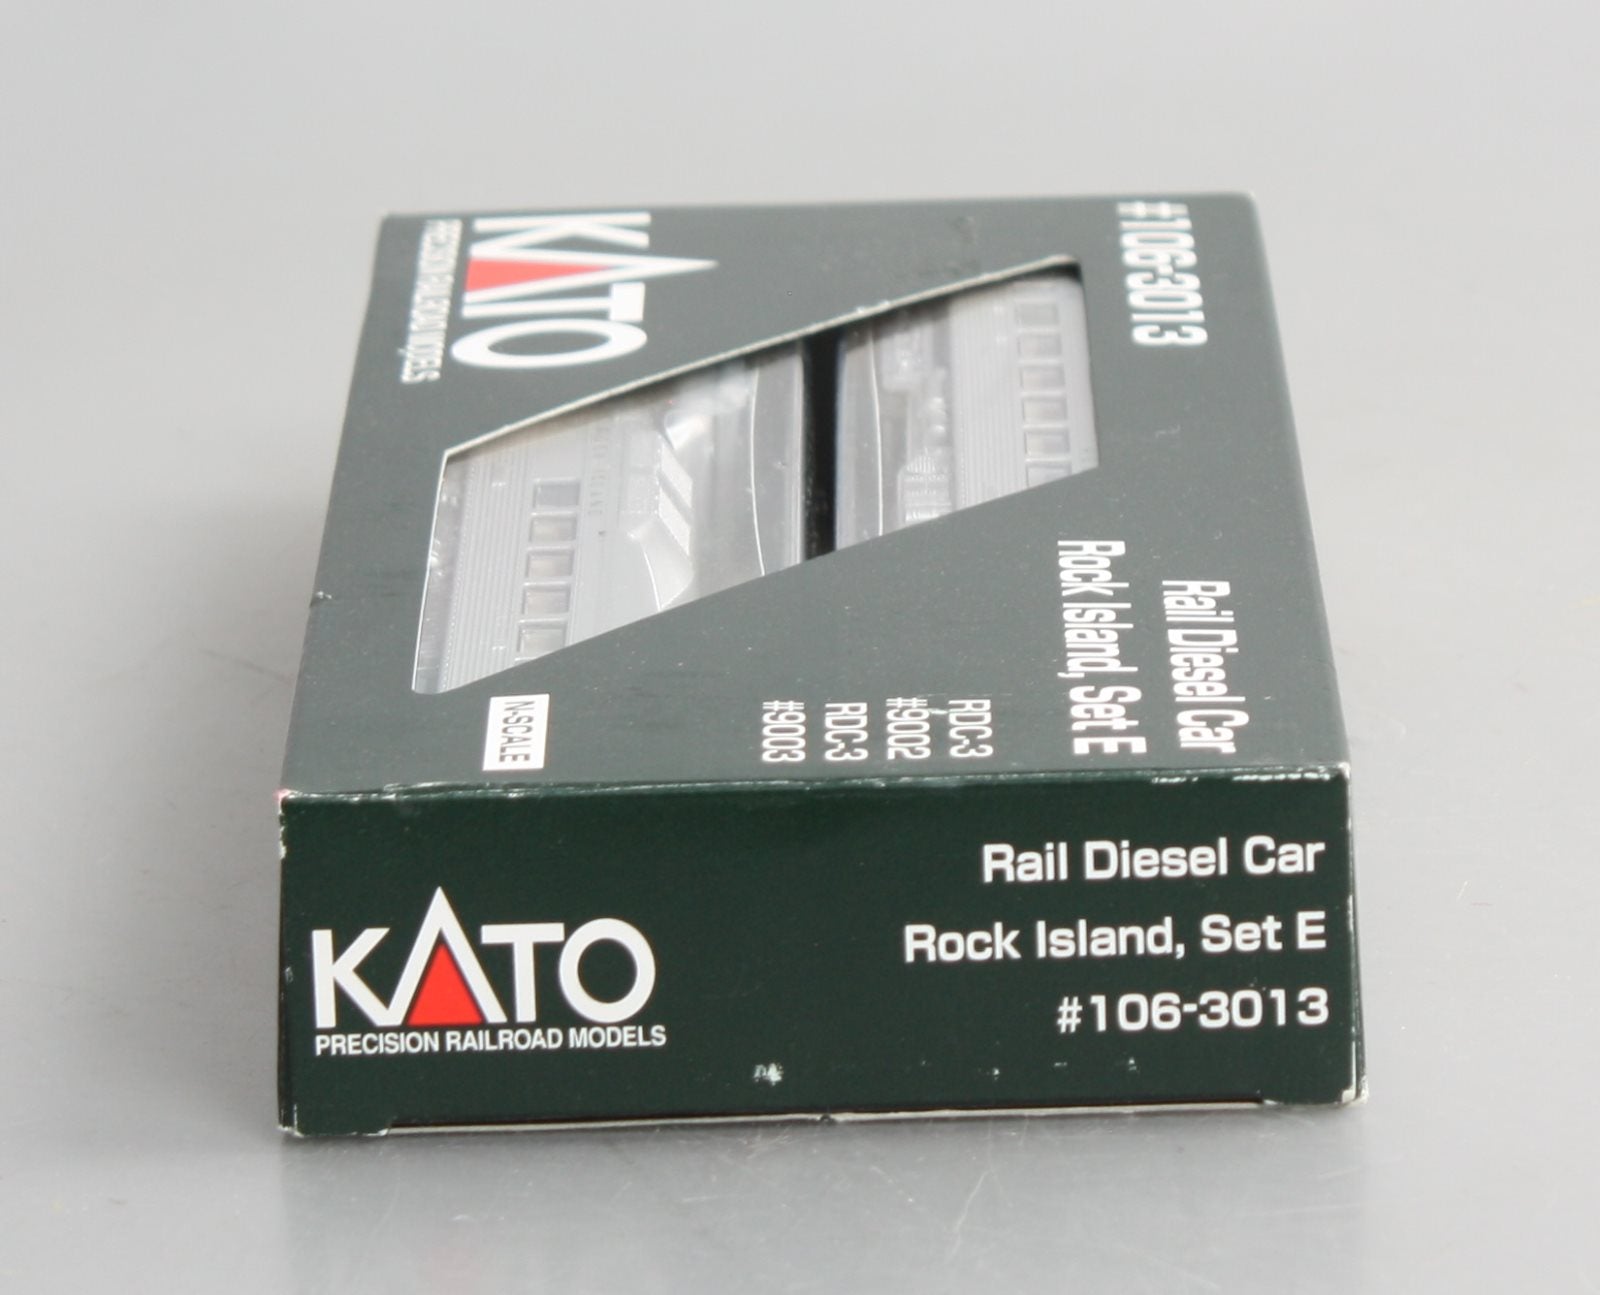 KATO
PRECISION RAILROAD MODELS
#106-3013
Rail Diesel Car
Rock Island, Set E
RDC-3
#9002
RDC-3
#9003
N-SCALE
Rail Diesel Car
Rock Island, Set E
#106-3013
KATO
PRECISION RAILROAD MODELS